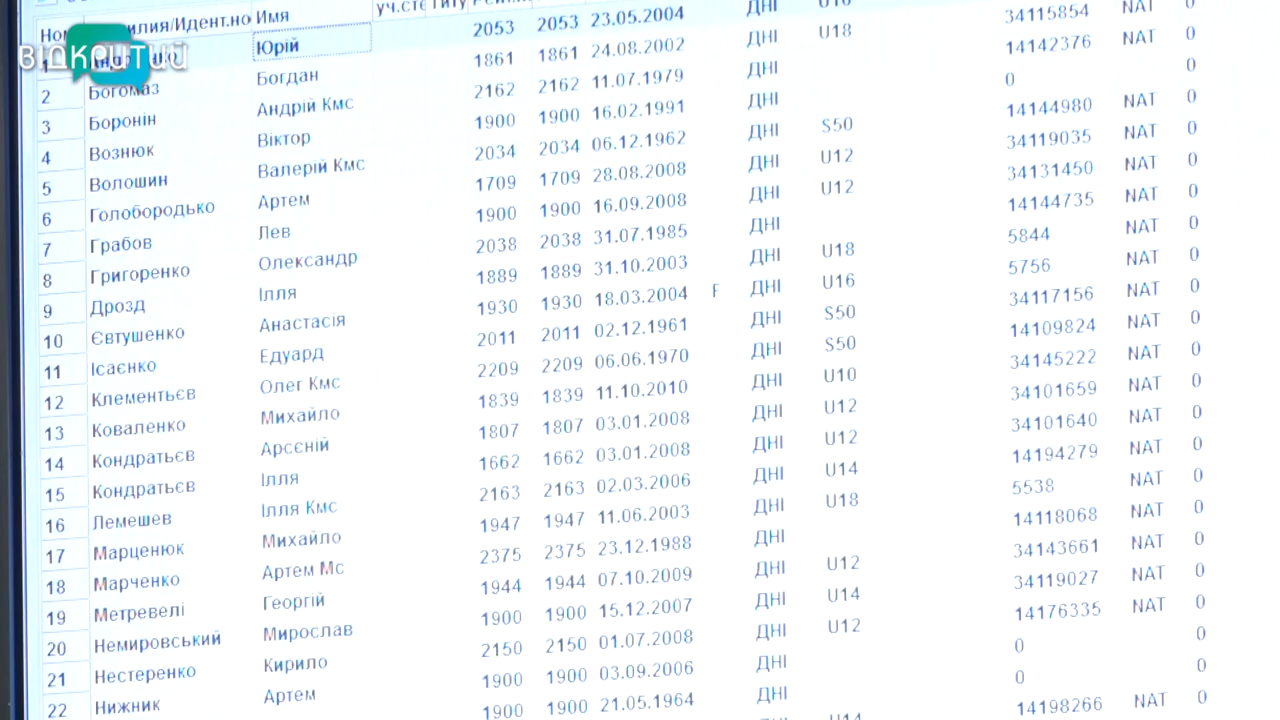 Имя
ВІДКРИТИЙ
1 Юрій 2053 2053 23.05.2004 ДНІ
2 Богомаз Богдан 1861 1861 24.08.2002 ДНІ U18 34115854 NAT 0
3 Боронін Андрій Кмс 2162 2162 11.07.1979 ДНІ 14142376 NAT 0
4 Вознюк Віктор 1900 1900 16.02.1991 ДНІ 0 0
5 Волошин Валерій Кмс 2034 2034 06.12.1962 ДНІ S50 14144980 NAT 0
6 Голобородько Артем 1709 1709 28.08.2008 ДНІ U12 34119035 NAT 0
7 Грабов Лев 1900 1900 16.09.2008 ДНІ U12 34131450 NAT 0
8 Григоренко Олександр 2038 2038 31.07.1985 ДНІ 14144735 NAT 0
9 Дрозд Ілля 1889 1889 31.10.2003 ДНІ U18 5844 NAT 0
10 Євтушенко Анастасія 1930 1930 18.03.2004 F ДНІ U16 5756 NAT 0
11 Ісаєнко Едуард 2011 2011 02.12.1961 ДНІ S50 34117156 NAT 0
12 Клементьєв Олег Кмс 2209 2209 06.06.1970 ДНІ S50 14109824 NAT 0
13 Коваленко Михайло 1839 1839 11.10.2010 ДНІ U10 34145222 NAT 0
14 Кондратьєв Арсєній 1807 1807 03.01.2008 ДНІ U12 34101659 NAT 0
15 Кондратьєв Ілля 1662 1662 03.01.2008 ДНІ U12 34101640 NAT 0
16 Лемешев Ілля Кмс 2163 2163 02.03.2006 ДНІ U14 14194279 NAT 0
17 Марценюк Михайло 1947 1947 11.06.2003 ДНІ U18 5538 NAT 0
18 Марченко Артем Мс 2375 2375 23.12.1988 ДНІ 14118068 NAT 0
19 Метревелі Георгій 1944 1944 07.10.2009 ДНІ U12 34143661 NAT 0
20 Немировський Мирослав 1900 1900 15.12.2007 ДНІ U14 34119027 NAT 0
21 Нестеренко Кирило 2150 2150 01.07.2008 ДНІ U12 14176335 NAT 0
22 Нижник Артем 1900 1900 03.09.2006 ДНІ 0 0
1900 1900 21.05.1964 ДНІ 0 0
U14 14198266 NAT 0